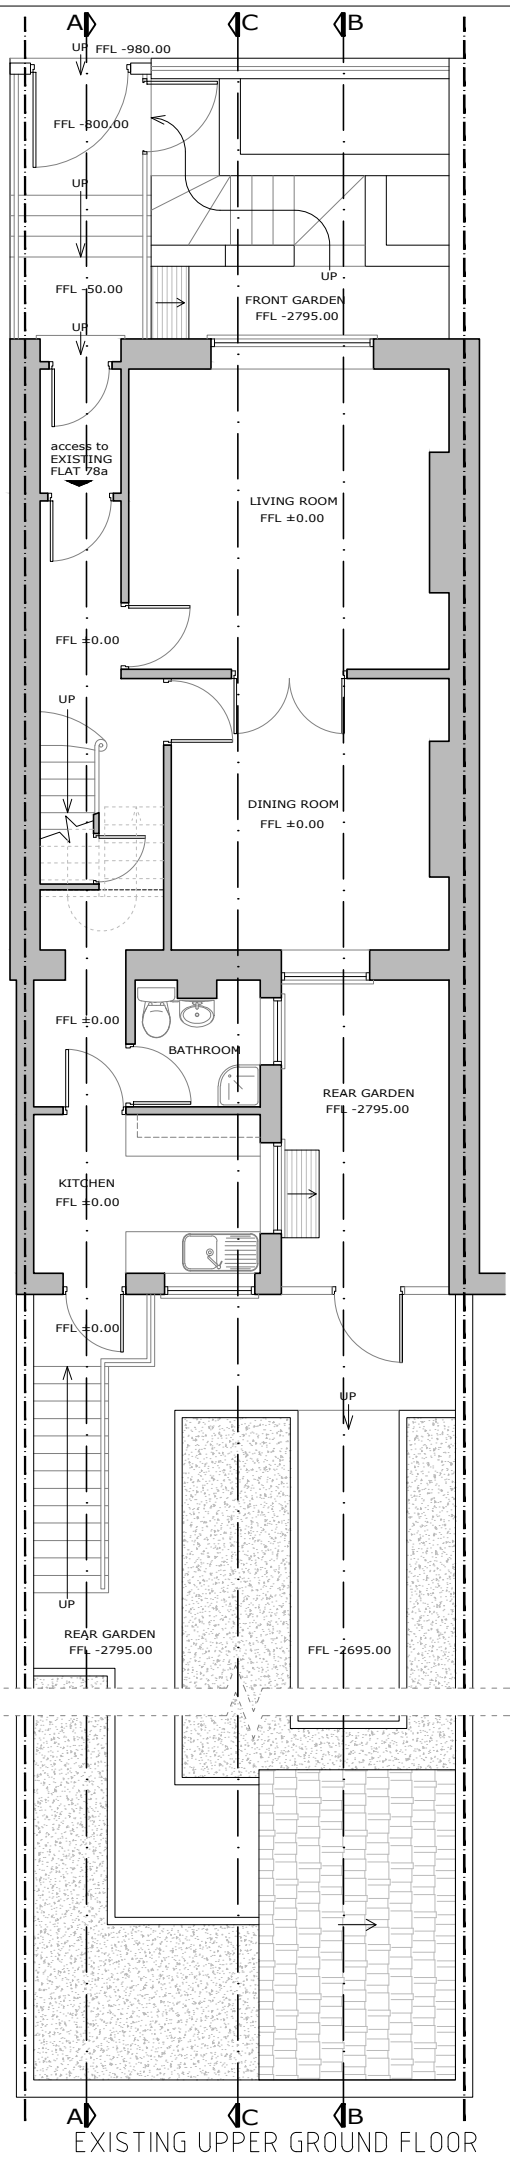 A C B
UP FFL -980.00
FFL -800.00
UP
FFL -50.00
UP
FRONT GARDEN
FFL -2795.00
UP
access to
EXISTING
FLAT 78a
LIVING ROOM
FFL ±0.00
FFL ±0.00
UP
DINING ROOM
FFL ±0.00
FFL ±0.00
BATHROOM
REAR GARDEN
FFL -2795.00
KITCHEN
FFL ±0.00
FFL ±0.00
UP
UP
REAR GARDEN
FFL -2795.00
FFL -2695.00
A C B
EXISTING UPPER GROUND FLOOR